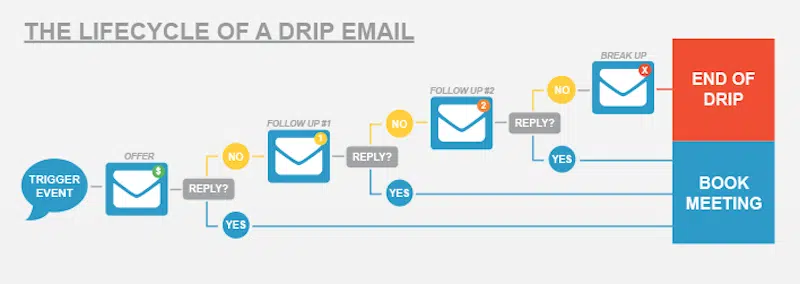 THE LIFECYCLE OF A DRIP EMAIL
TRIGGER
EVENT
OFFER
$
REPLY?
NO
YES
FOLLOW UP #1
1
REPLY?
NO
YES
FOLLOW UP #2
2
REPLY?
NO
YES
BREAK UP
X
END OF
DRIP
BOOK
MEETING